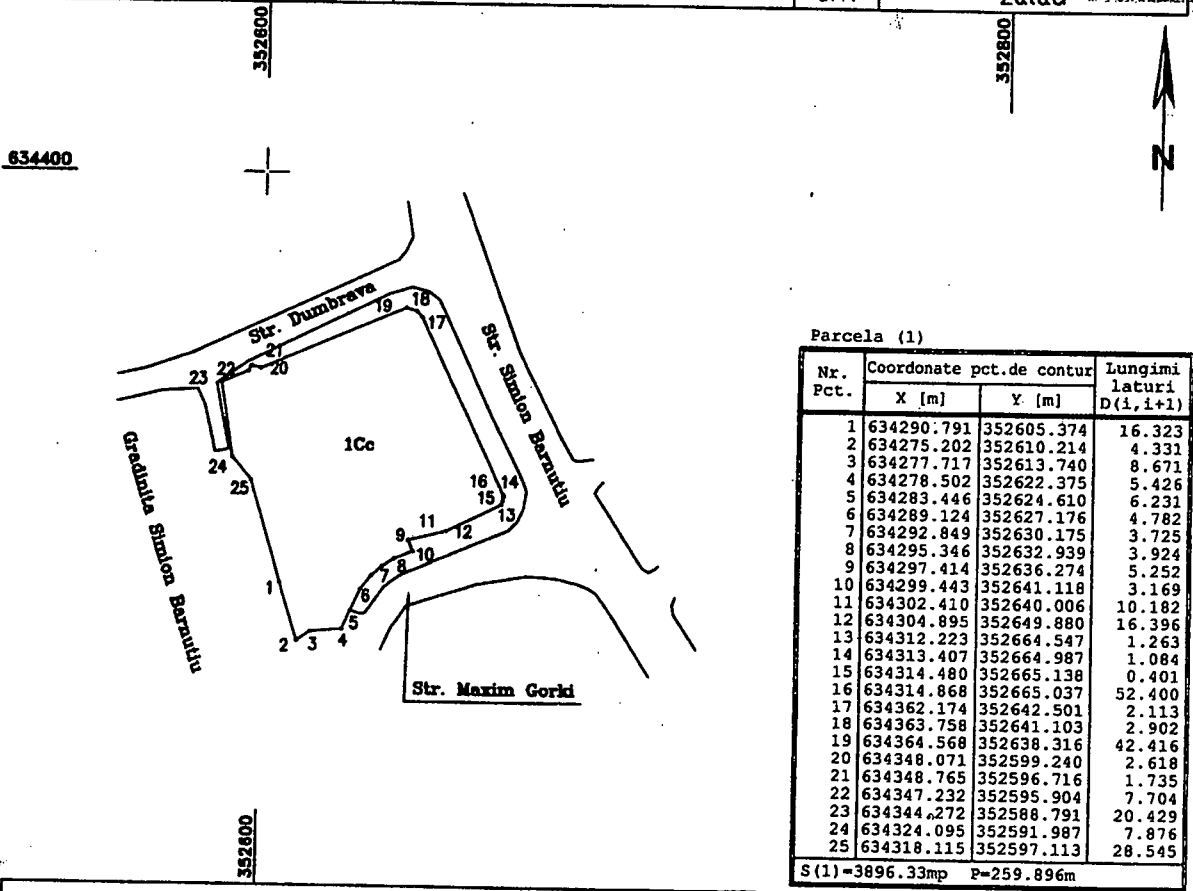 352600
352800
634400
N
Str. Dumbrava
19
18
17
21
20
22
23
Str. Simion Barnutiu
Parcela (1)
Nr. Pct. Coordonate pct.de contur Lungimi laturi D(i,i+1)
X [m] Y [m]
1 634290.791 352605.374 16.323
2 634275.202 352610.214 4.331
3 634277.717 352613.740 8.671
4 634278.502 352622.375 5.426
5 634283.446 352624.610 6.231
6 634289.124 352627.176 4.782
7 634292.849 352630.175 3.725
8 634295.346 352632.939 3.924
9 634297.414 352636.274 5.252
10 634299.443 352641.118 3.169
11 634302.410 352640.006 10.182
12 634304.895 352649.880 16.396
13 634312.223 352664.547 1.263
14 634313.407 352664.987 1.084
15 634314.480 352665.138 0.401
16 634314.868 352665.037 52.400
17 634362.174 352642.501 2.113
18 634363.758 352641.103 2.902
19 634364.568 352638.316 42.416
20 634348.071 352599.240 2.618
21 634348.765 352596.716 1.735
22 634347.232 352595.904 7.704
23 634344.272 352588.791 20.429
24 634324.095 352591.987 7.876
25 634318.115 352597.113 28.545
S(1)=3896.33mp P=259.896m
1Cc
Gradinita Simion Barnutiu
24
25
16
14
15
13
11
12
9
10
8
7
6
5
1
2
3
4
Str. Maxim Gorki
352600